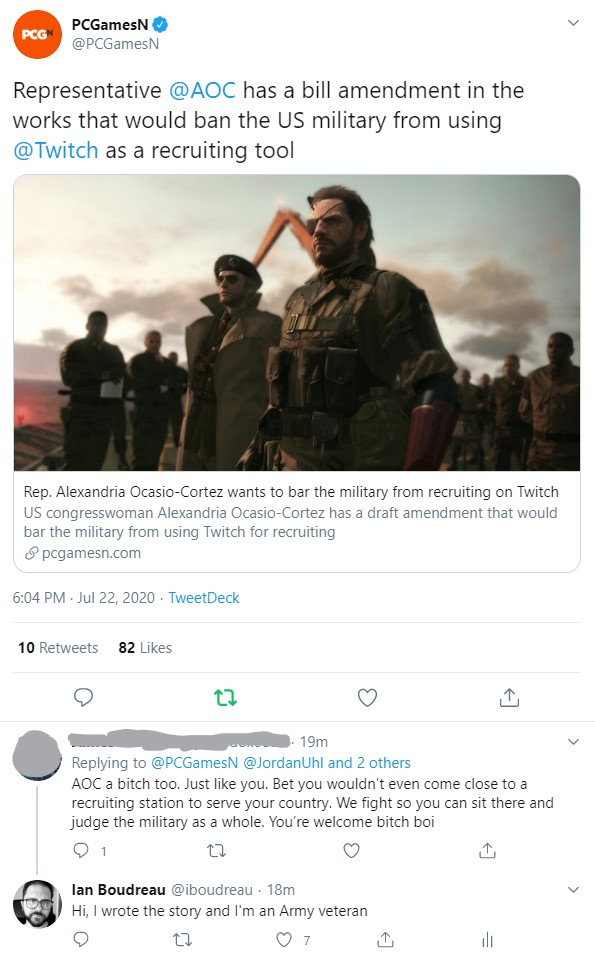 PCGN
PCGamesN
@PCGamesN
Representative @AOC has a bill amendment in the
works that would ban the US military from using
@Twitch as a recruiting tool
Rep. Alexandria Ocasio-Cortez wants to bar the military from recruiting on Twitch
US congresswoman Alexandria Ocasio-Cortez has a draft amendment that would
bar the military from using Twitch for recruiting
pcgamesn.com
6:04 PM · Jul 22, 2020 · TweetDeck
10 Retweets 82 Likes
· 19m
Replying to @PCGamesN @JordanUhl and 2 others
AOC a bitch too. Just like you. Bet you wouldn't even come close to a
recruiting station to serve your country. We fight so you can sit there and
judge the military as a whole. You're welcome bitch boi
1
Ian Boudreau @iboudreau · 18m
Hi, I wrote the story and I'm an Army veteran
7